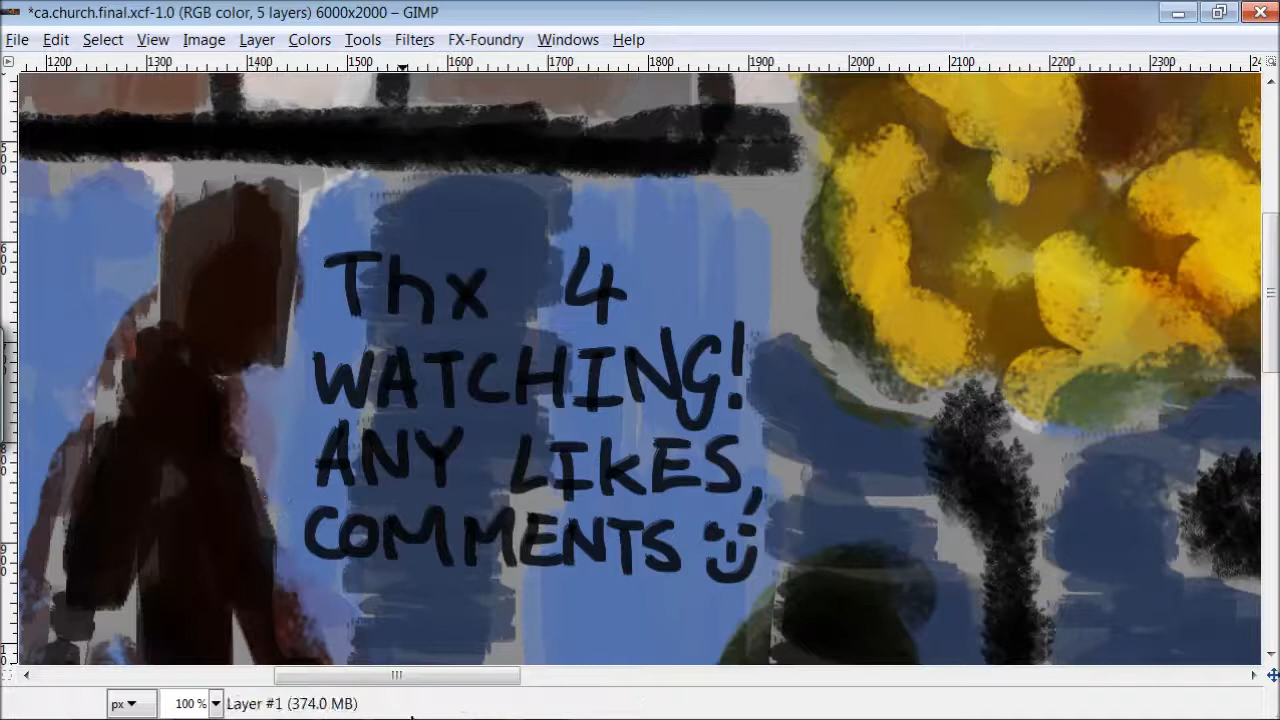 *ca.church.final.xcf-1.0 (RGB color, 5 layers) 6000x2000 – GIMP
File Edit Select View Image Layer Colors Tools Filters FX-Foundry Windows Help
1200 1300 1400 1500 1600 1700 1800 1900 2000 2100 2200 2300
Thx 4
WATCHING!
ANY LIKES,
COMMENTS
px 100 % Layer #1 (374.0 MB)